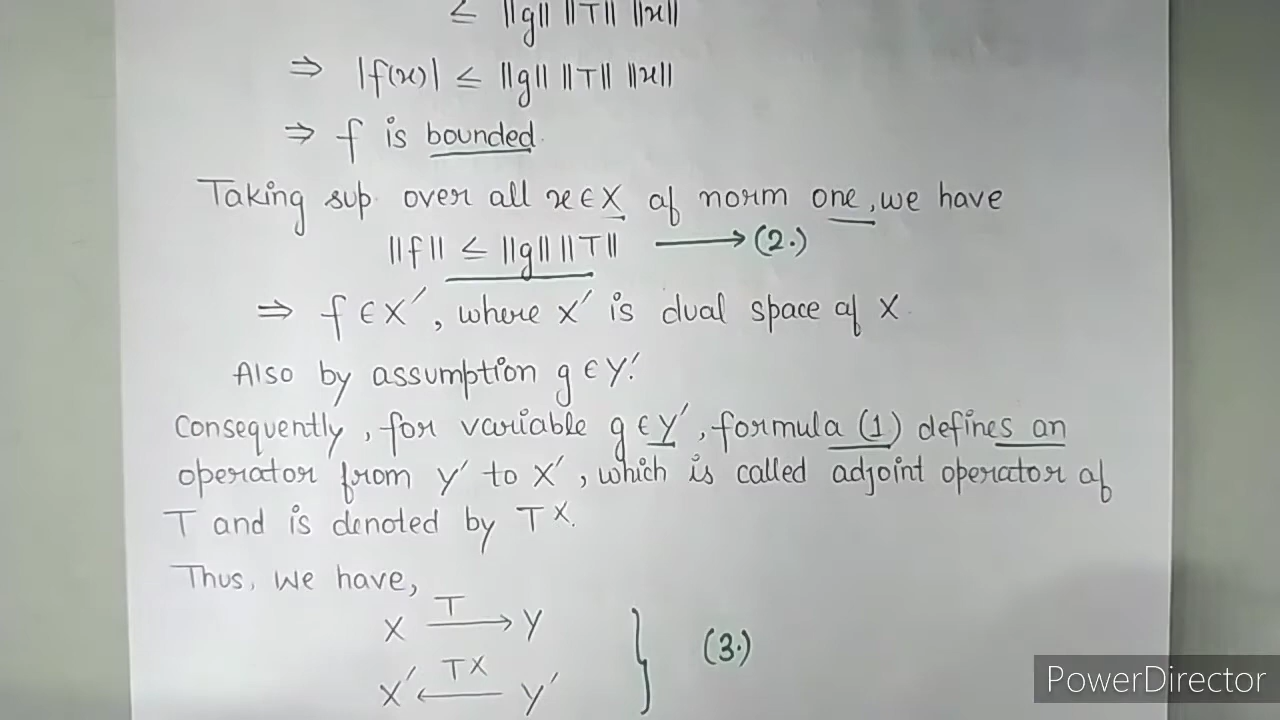 ≤ ||g|| ||T|| ||x||
⇒ |f(x)| ≤ ||g|| ||T|| ||x||
⇒ f is bounded.
Taking sup. over all x ∈ X of norm one, we have
||f|| ≤ ||g|| ||T|| ⟶ (2.)
⇒ f ∈ X′, where X′ is dual space of X.
Also by assumption g ∈ Y′.
Consequently, for variable g ∈ Y′, formula (1) defines an
operator from Y′ to X′, which is called adjoint operator of
T and is denoted by T^×.
Thus, we have,
X —T→ Y
X′ ←T^×— Y′ } (3.)
PowerDirector